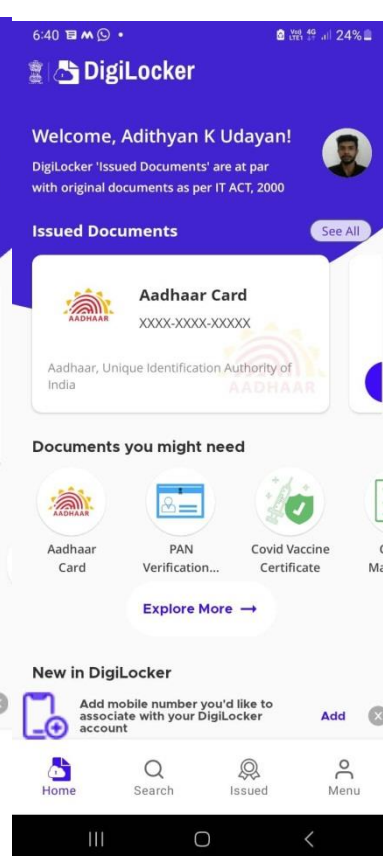 6:40
24%
DigiLocker
Welcome, Adithyan K Udayan!
DigiLocker 'Issued Documents' are at par
with original documents as per IT ACT, 2000
Issued Documents
See All
Aadhaar Card
XXXX-XXXX-XXXXX
AADHAAR
Aadhaar, Unique Identification Authority of
India
AADHAAR
Documents you might need
AADHAAR
Aadhaar
Card
PAN
Verification...
Covid Vaccine
Certificate
Ma
Explore More →
New in DigiLocker
Add mobile number you'd like to
associate with your DigiLocker
account
Add
Home
Search
Issued
Menu